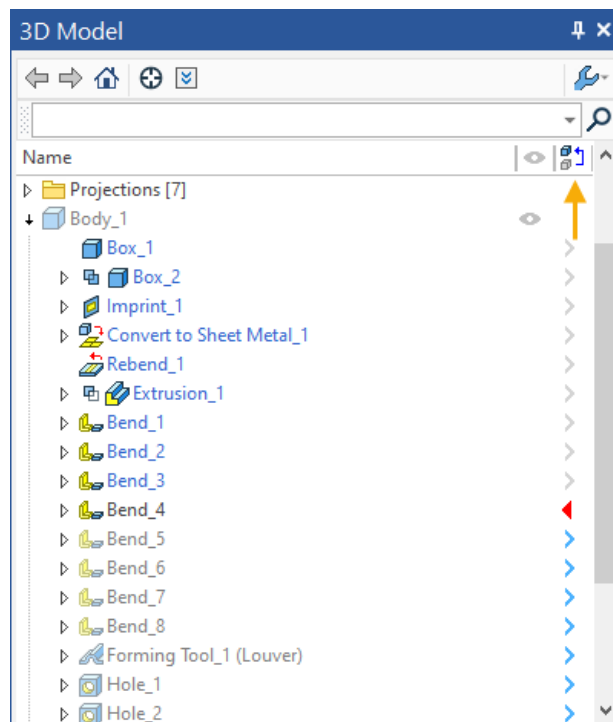 3D Model
Name
Projections [7]
Body_1
Box_1
Box_2
Imprint_1
Convert to Sheet Metal_1
Rebend_1
Extrusion_1
Bend_1
Bend_2
Bend_3
Bend_4
Bend_5
Bend_6
Bend_7
Bend_8
Forming Tool_1 (Louver)
Hole_1
Hole_2